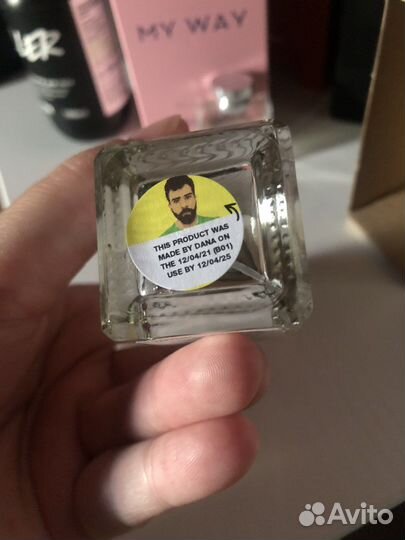 MY WAY
THIS PRODUCT WAS
MADE BY DANA ON
THE 12/04/21 (B01)
USE BY 12/04/25
Avito